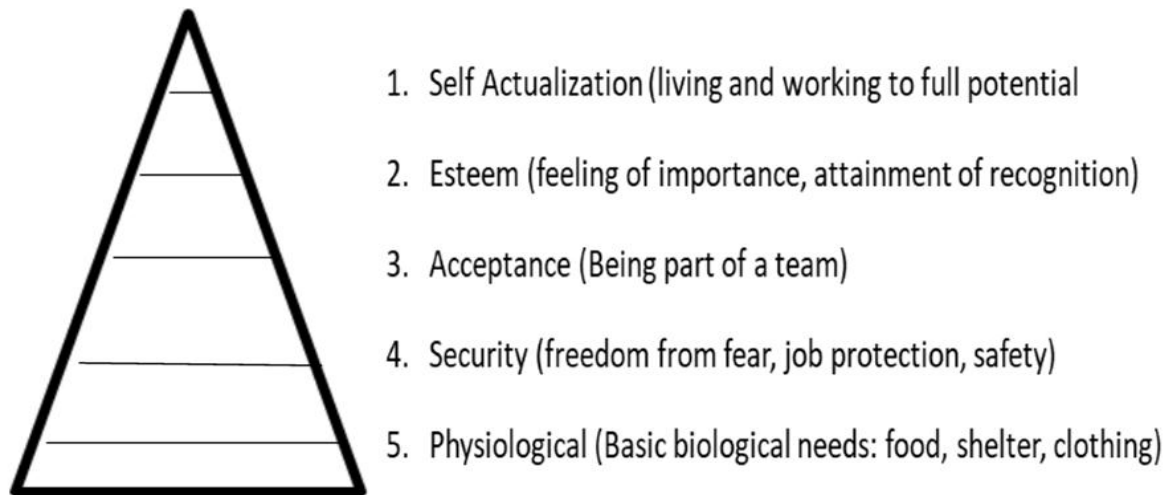 1. Self Actualization (living and working to full potential
2. Esteem (feeling of importance, attainment of recognition)
3. Acceptance (Being part of a team)
4. Security (freedom from fear, job protection, safety)
5. Physiological (Basic biological needs: food, shelter, clothing)